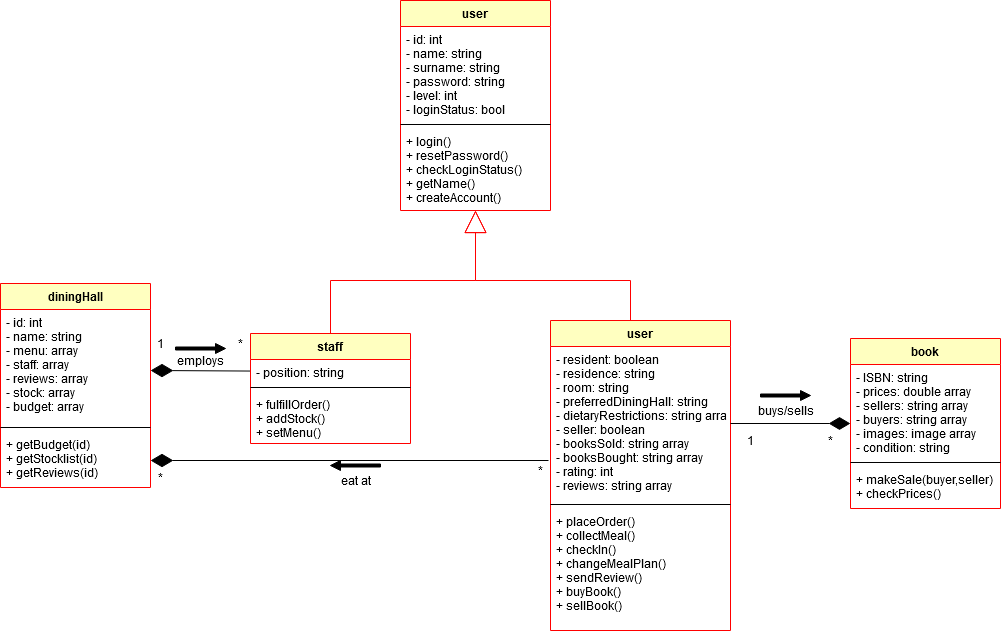 user
- id: int
- name: string
- surname: string
- password: string
- level: int
- loginStatus: bool
+ login()
+ resetPassword()
+ checkLoginStatus()
+ getName()
+ createAccount()
diningHall
- id: int
- name: string
- menu: array
- staff: array
- reviews: array
- stock: array
- budget: array
+ getBudget(id)
+ getStocklist(id)
+ getReviews(id)
1
*
employs
staff
- position: string
+ fulfillOrder()
+ addStock()
+ setMenu()
*
*
eat at
user
- resident: boolean
- residence: string
- room: string
- preferredDiningHall: string
- dietaryRestrictions: string arra
- seller: boolean
- booksSold: string array
- booksBought: string array
- rating: int
- reviews: string array
+ placeOrder()
+ collectMeal()
+ checkIn()
+ changeMealPlan()
+ sendReview()
+ buyBook()
+ sellBook()
buys/sells
1
*
book
- ISBN: string
- prices: double array
- sellers: string array
- buyers: string array
- images: image array
- condition: string
+ makeSale(buyer,seller)
+ checkPrices()